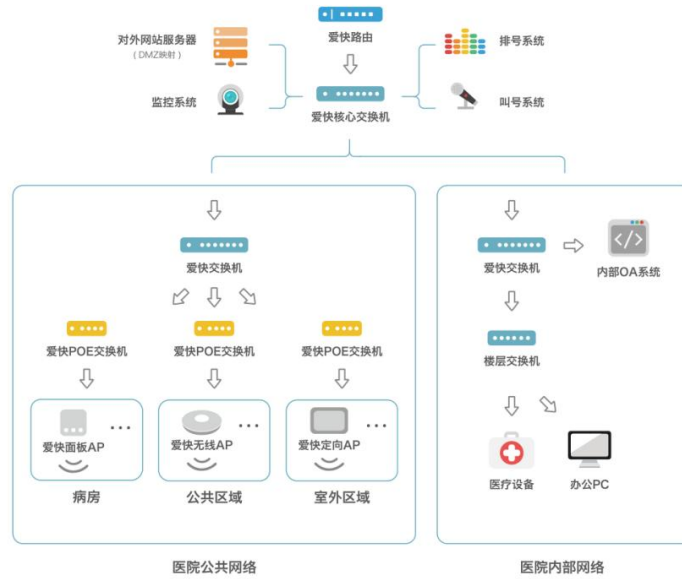 爱快路由
对外网站服务器
（DMZ映射）
排号系统
监控系统
爱快核心交换机
叫号系统
爱快交换机
爱快POE交换机
爱快POE交换机
爱快POE交换机
爱快面板AP
爱快无线AP
爱快定向AP
病房
公共区域
室外区域
医院公共网络
爱快交换机
内部OA系统
楼层交换机
医疗设备
办公PC
医院内部网络